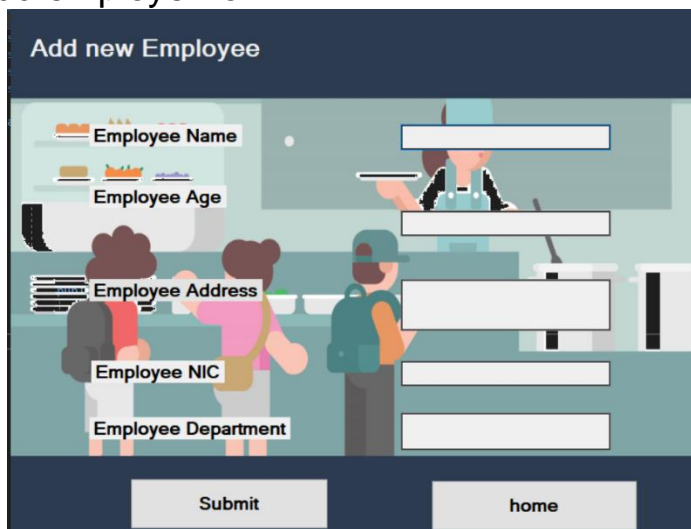 Add new Employee
Employee Name
Employee Age
Employee Address
Employee NIC
Employee Department
Submit
home